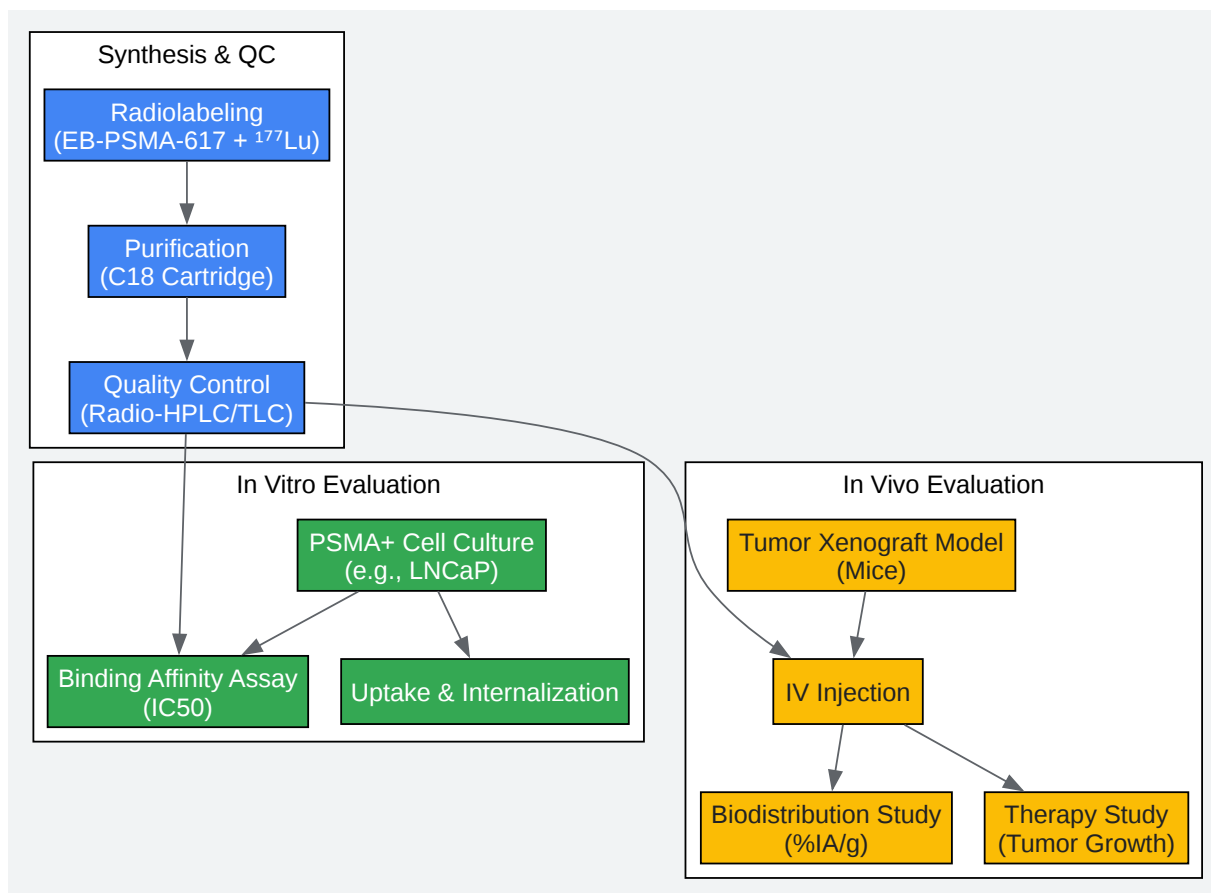 Synthesis & QC
Radiolabeling
(EB-PSMA-617 + ¹⁷⁷Lu)
Purification
(C18 Cartridge)
Quality Control
(Radio-HPLC/TLC)
In Vitro Evaluation
PSMA+ Cell Culture
(e.g., LNCaP)
Binding Affinity Assay
(IC50)
Uptake & Internalization
In Vivo Evaluation
Tumor Xenograft Model
(Mice)
IV Injection
Biodistribution Study
(%IA/g)
Therapy Study
(Tumor Growth)